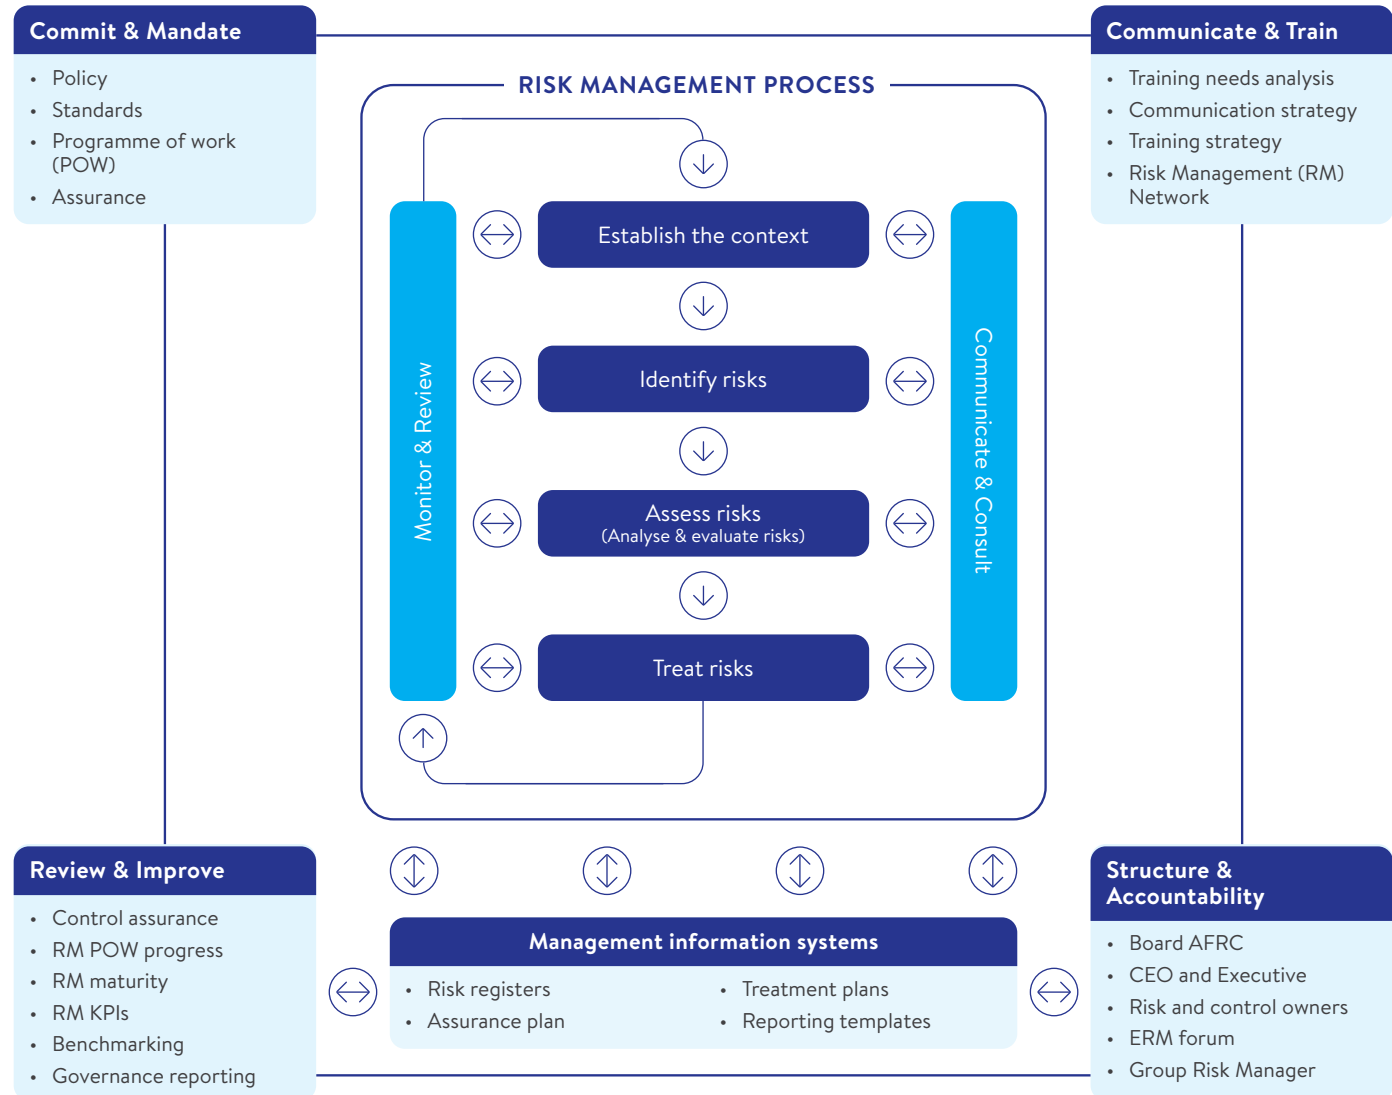 Commit & Mandate
• Policy
• Standards
• Programme of work
(POW)
• Assurance
Communicate & Train
• Training needs analysis
• Communication strategy
• Training strategy
• Risk Management (RM)
Network
RISK MANAGEMENT PROCESS
Monitor & Review
Establish the context
Identify risks
Assess risks
(Analyse & evaluate risks)
Treat risks
Communicate & Consult
Review & Improve
• Control assurance
• RM POW progress
• RM maturity
• RM KPIs
• Benchmarking
• Governance reporting
Management information systems
• Risk registers
• Assurance plan
• Treatment plans
• Reporting templates
Structure &
Accountability
• Board AFRC
• CEO and Executive
• Risk and control owners
• ERM forum
• Group Risk Manager